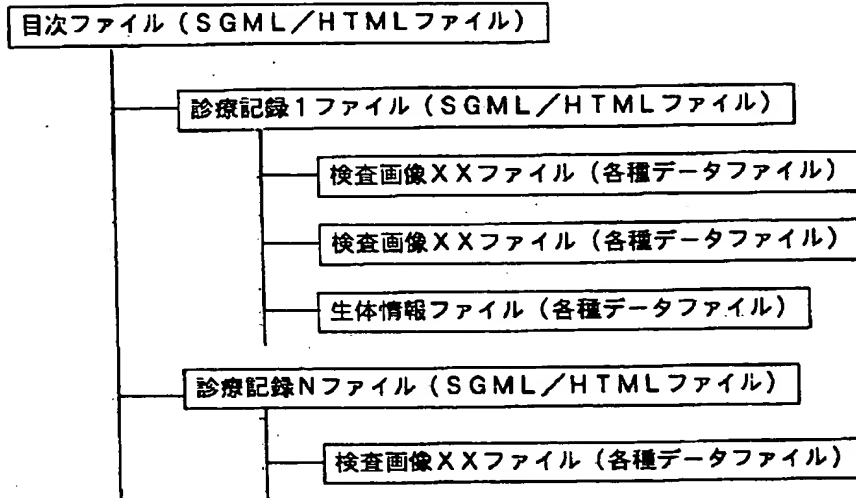 目次ファイル（ＳＧＭＬ／ＨＴＭＬファイル）
診療記録１ファイル（ＳＧＭＬ／ＨＴＭＬファイル）
検査画像ＸＸファイル（各種データファイル）
検査画像ＸＸファイル（各種データファイル）
生体情報ファイル（各種データファイル）
診療記録Ｎファイル（ＳＧＭＬ／ＨＴＭＬファイル）
検査画像ＸＸファイル（各種データファイル）